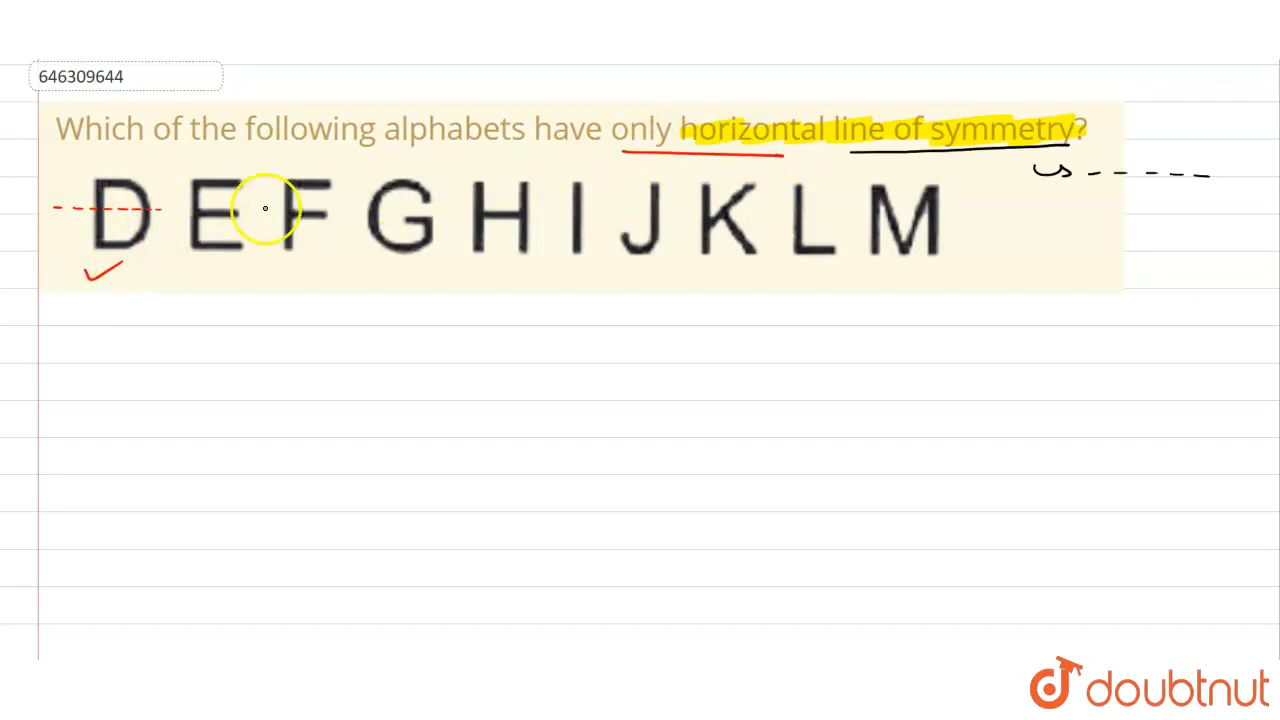 646309644
Which of the following alphabets have only horizontal line of symmetry?
D E F G H I J K L M
doubtnut